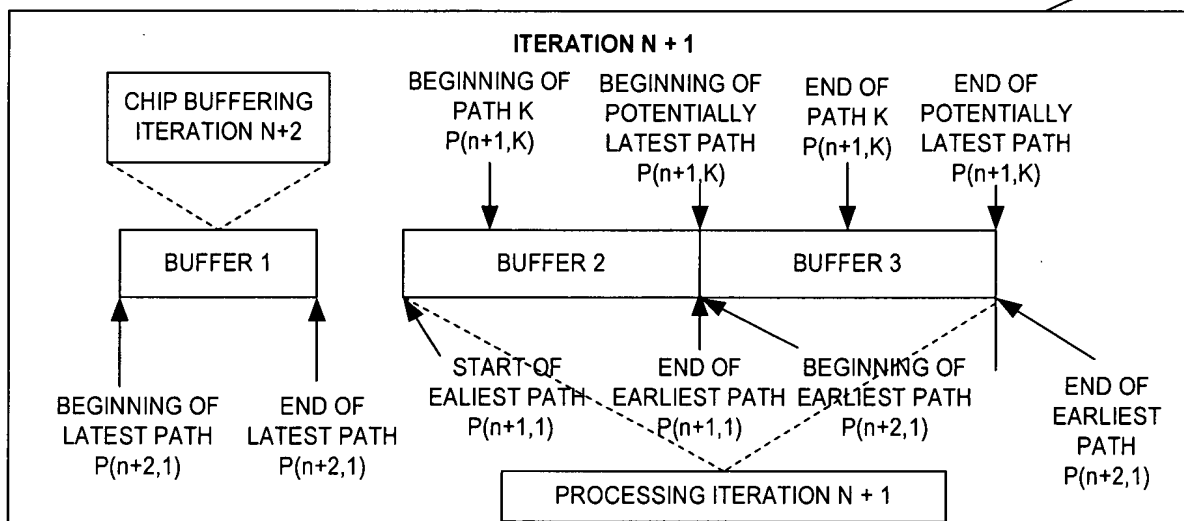 ITERATION N + 1
CHIP BUFFERING
ITERATION N+2
BEGINNING OF
PATH K
P(n+1,K)
BEGINNING OF
POTENTIALLY
LATEST PATH
P(n+1,K)
END OF
PATH K
P(n+1,K)
END OF
POTENTIALLY
LATEST PATH
P(n+1,K)
BUFFER 1
BUFFER 2
BUFFER 3
BEGINNING OF
LATEST PATH
P(n+2,1)
END OF
LATEST PATH
P(n+2,1)
START OF
EALIEST PATH
P(n+1,1)
END OF
EARLIEST PATH
P(n+1,1)
BEGINNING OF
EARLIEST PATH
P(n+2,1)
END OF
EARLIEST
PATH
P(n+2,1)
PROCESSING ITERATION N + 1